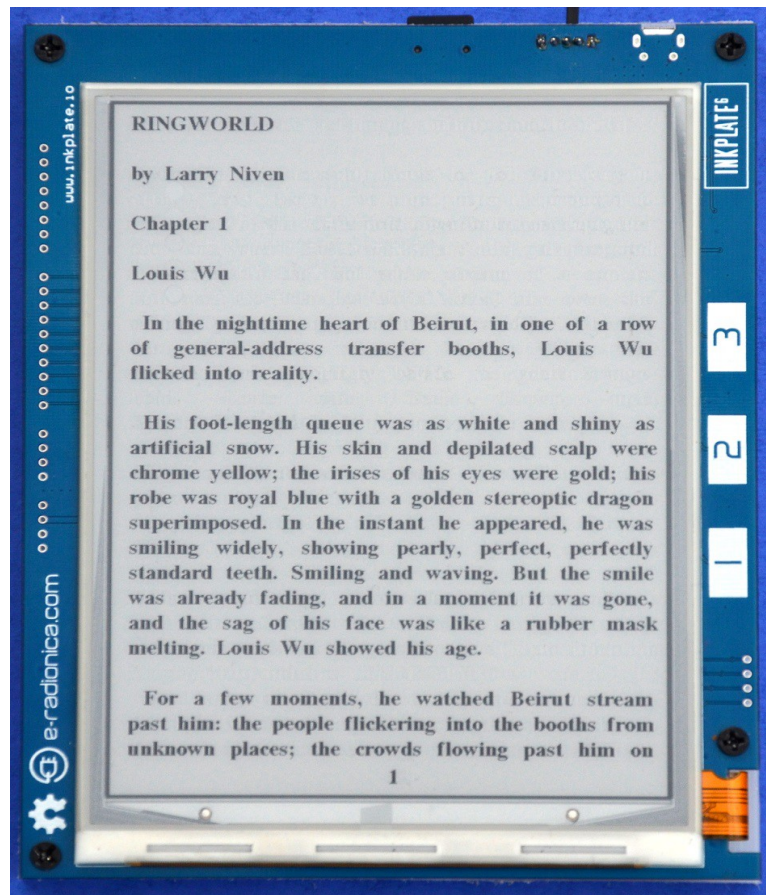 RINGWORLD
by Larry Niven
Chapter 1
Louis Wu
In the nighttime heart of Beirut, in one of a row
of general-address transfer booths, Louis Wu
flicked into reality.
His foot-length queue was as white and shiny as
artificial snow. His skin and depilated scalp were
chrome yellow; the irises of his eyes were gold; his
robe was royal blue with a golden stereoptic dragon
superimposed. In the instant he appeared, he was
smiling widely, showing pearly, perfect, perfectly
standard teeth. Smiling and waving. But the smile
was already fading, and in a moment it was gone,
and the sag of his face was like a rubber mask
melting. Louis Wu showed his age.
For a few moments, he watched Beirut stream
past him: the people flickering into the booths from
unknown places; the crowds flowing past him on
1
www.inkplate.io
e-radionica.com
INKPLATE6
3
2
1